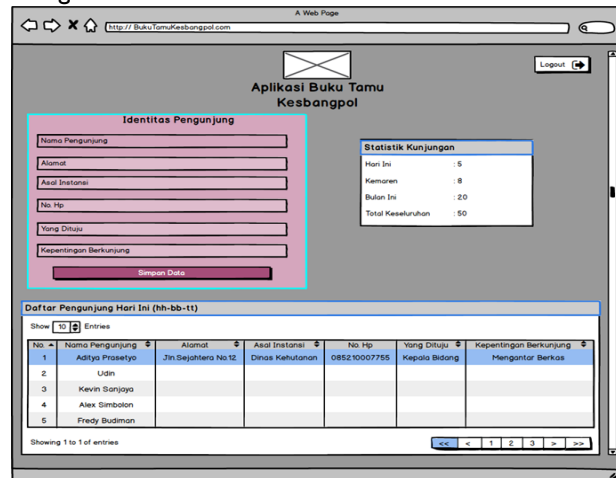 A Web Page
http:// BukuTamuKesbangpol.com
Logout
Aplikasi Buku Tamu
Kesbangpol
Identitas Pengunjung
Nama Pengunjung
Alamat
Asal Instansi
No. Hp
Yang Dituju
Kepentingan Berkunjung
Simpan Data
Statistik Kunjungan
Hari Ini : 5
Kemaren : 8
Bulan Ini : 20
Total Keseluruhan : 50
Daftar Pengunjung Hari Ini (hh-bb-tt)
Show 10 Entries
No. Nama Pengunjung Alamat Asal Instansi No. Hp Yang Dituju Kepentingan Berkunjung
1 Aditya Prasetyo Jln.Sejahtera No.12 Dinas Kehutanan 085210007755 Kepala Bidang Mengantar Berkas
2 Udin
3 Kevin Sanjaya
4 Alex Simbolon
5 Fredy Budiman
Showing 1 to 1 of entries
<< < 1 2 3 > >>